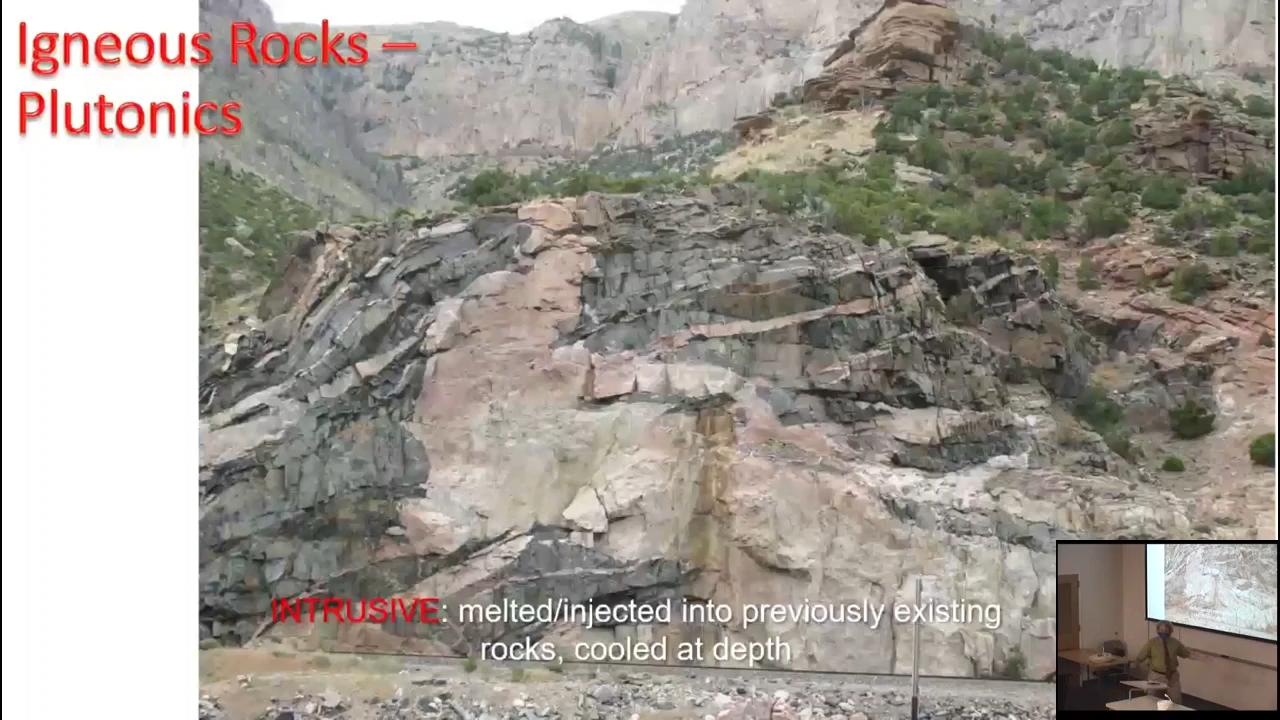 Igneous Rocks –
Plutonics
INTRUSIVE: melted/injected into previously existing
rocks, cooled at depth